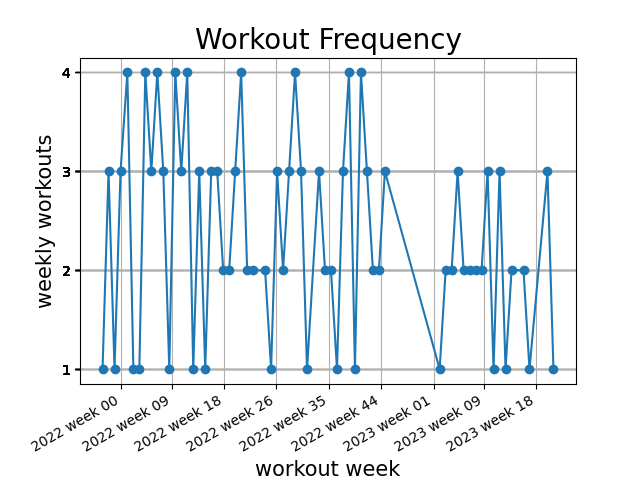 Workout Frequency
weekly workouts
4
3
2
1
2022 week 00
2022 week 09
2022 week 18
2022 week 26
2022 week 35
2022 week 44
2023 week 01
2023 week 09
2023 week 18
workout week